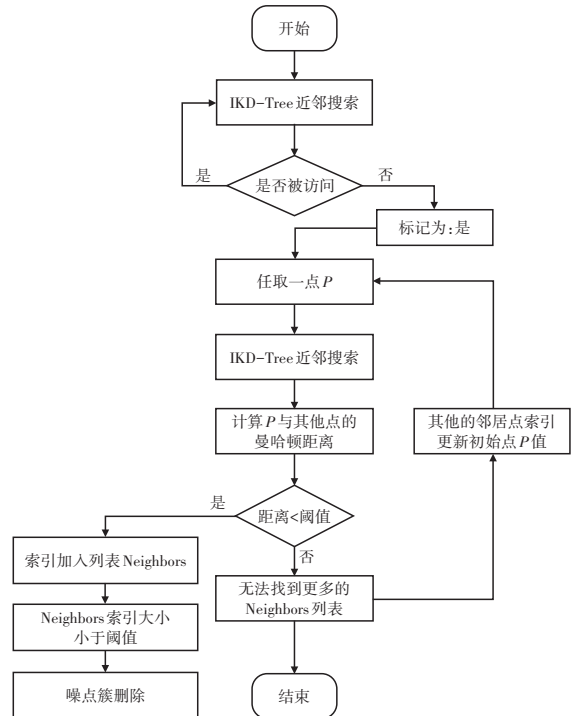 开始
IKD-Tree近邻搜索
是
是否被访问
否
标记为:是
任取一点P
IKD-Tree近邻搜索
计算P与其他点的
曼哈顿距离
其他的邻居点索引
更新初始点P值
是
距离<阈值
否
索引加入列表Neighbors
无法找到更多的
Neighbors列表
Neighbors索引大小
小于阈值
噪点簇删除
结束